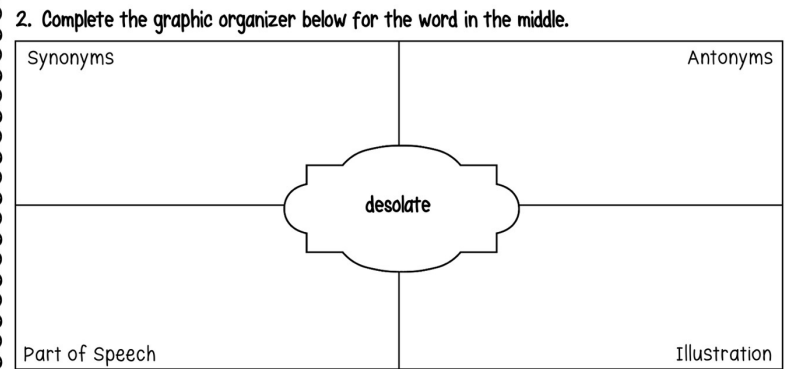 2. Complete the graphic organizer below for the word in the middle.
Synonyms
Antonyms
desolate
Part of Speech
Illustration